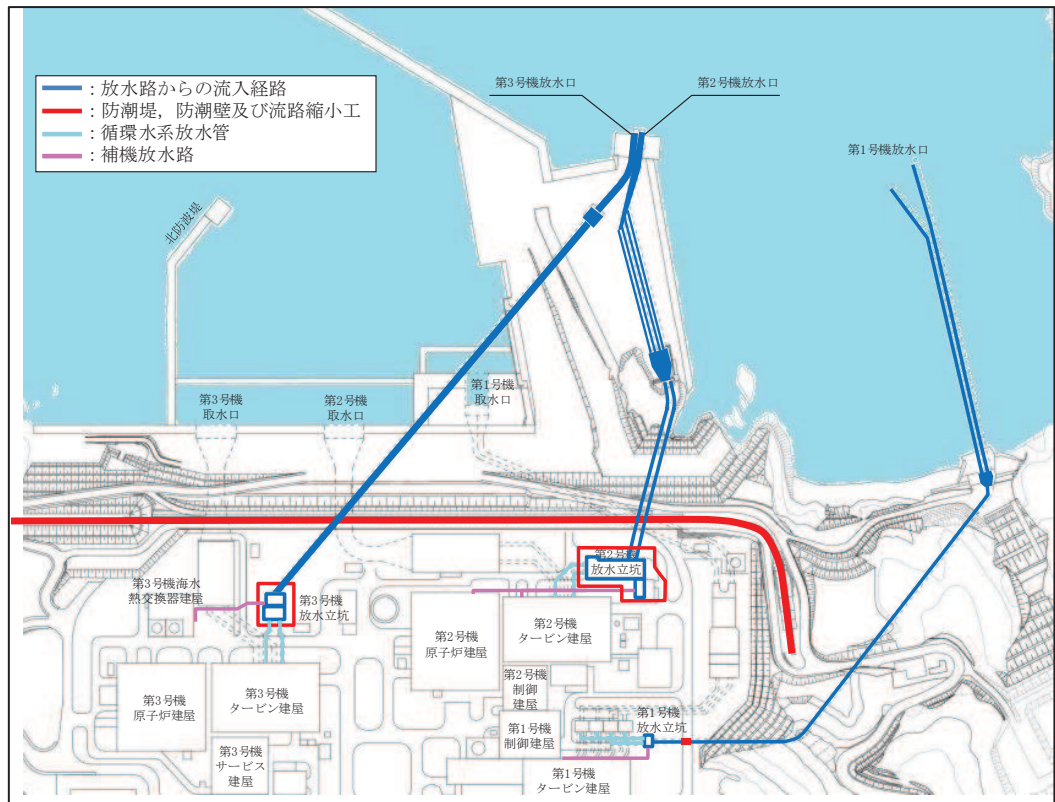 第3号機放水口
第2号機放水口
第1号機放水口
：放水路からの流入経路
：防潮堤，防潮壁及び流路縮小工
：循環水系放水管
：補機放水路
北防波堤
第3号機
取水口
第2号機
取水口
第1号機
取水口
第3号機海水
熱交換器建屋
第3号機
放水立坑
第2号機
放水立坑
第2号機
原子炉建屋
第2号機
タービン建屋
第2号機
制御
建屋
第3号機
原子炉建屋
第3号機
タービン建屋
第1号機
制御建屋
第1号機
放水立坑
第3号機
サービス
建屋
第1号機
タービン建屋